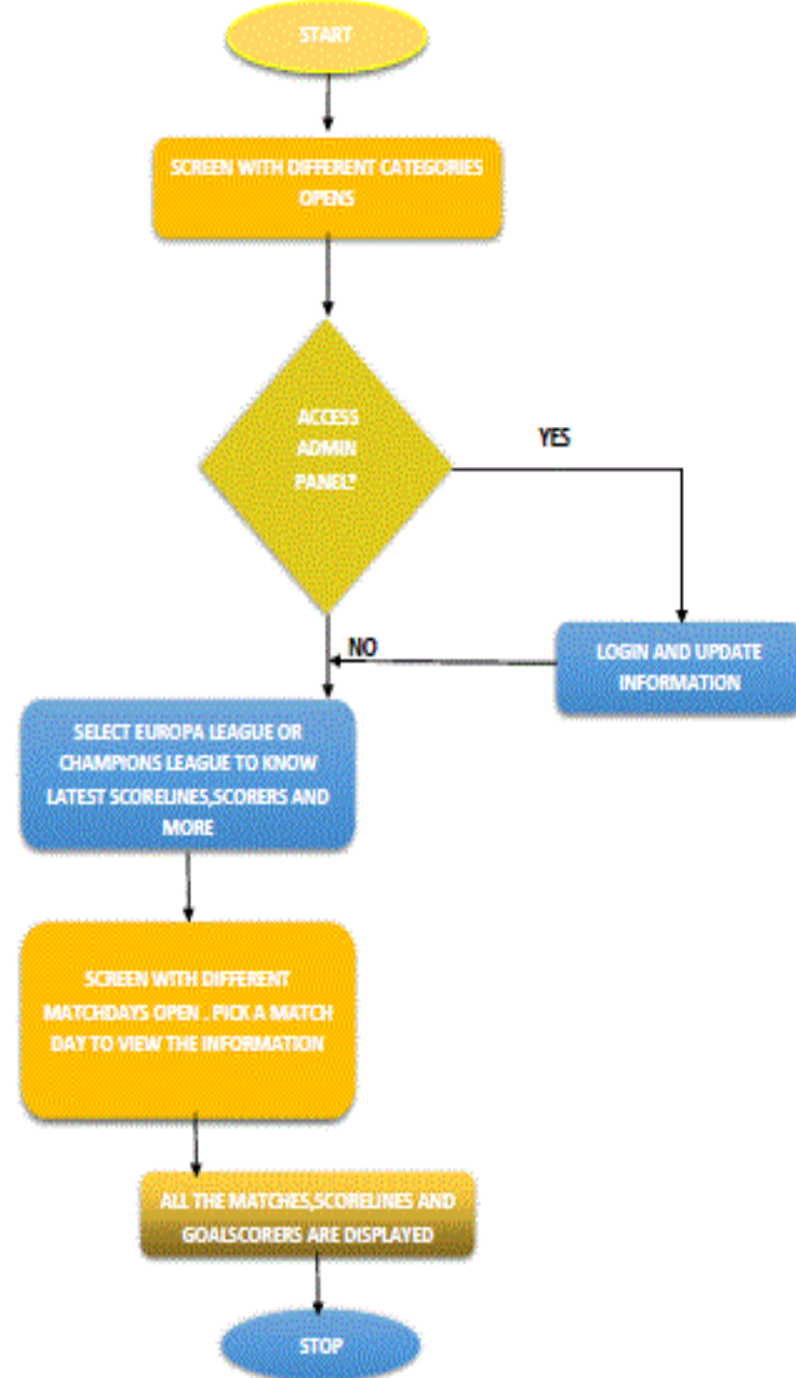 START
SCREEN WITH DIFFERENT CATEGORIES
OPENS
ACCESS
ADMIN
PANEL?
YES
NO
LOGIN AND UPDATE
INFORMATION
SELECT EUROPA LEAGUE OR
CHAMPIONS LEAGUE TO KNOW
LATEST SCORELINES,SCORERS AND
MORE
SCREEN WITH DIFFERENT
MATCHDAYS OPEN . PICK A MATCH
DAY TO VIEW THE INFORMATION
ALL THE MATCHES,SCORELINES AND
GOALSCORERS ARE DISPLAYED
STOP